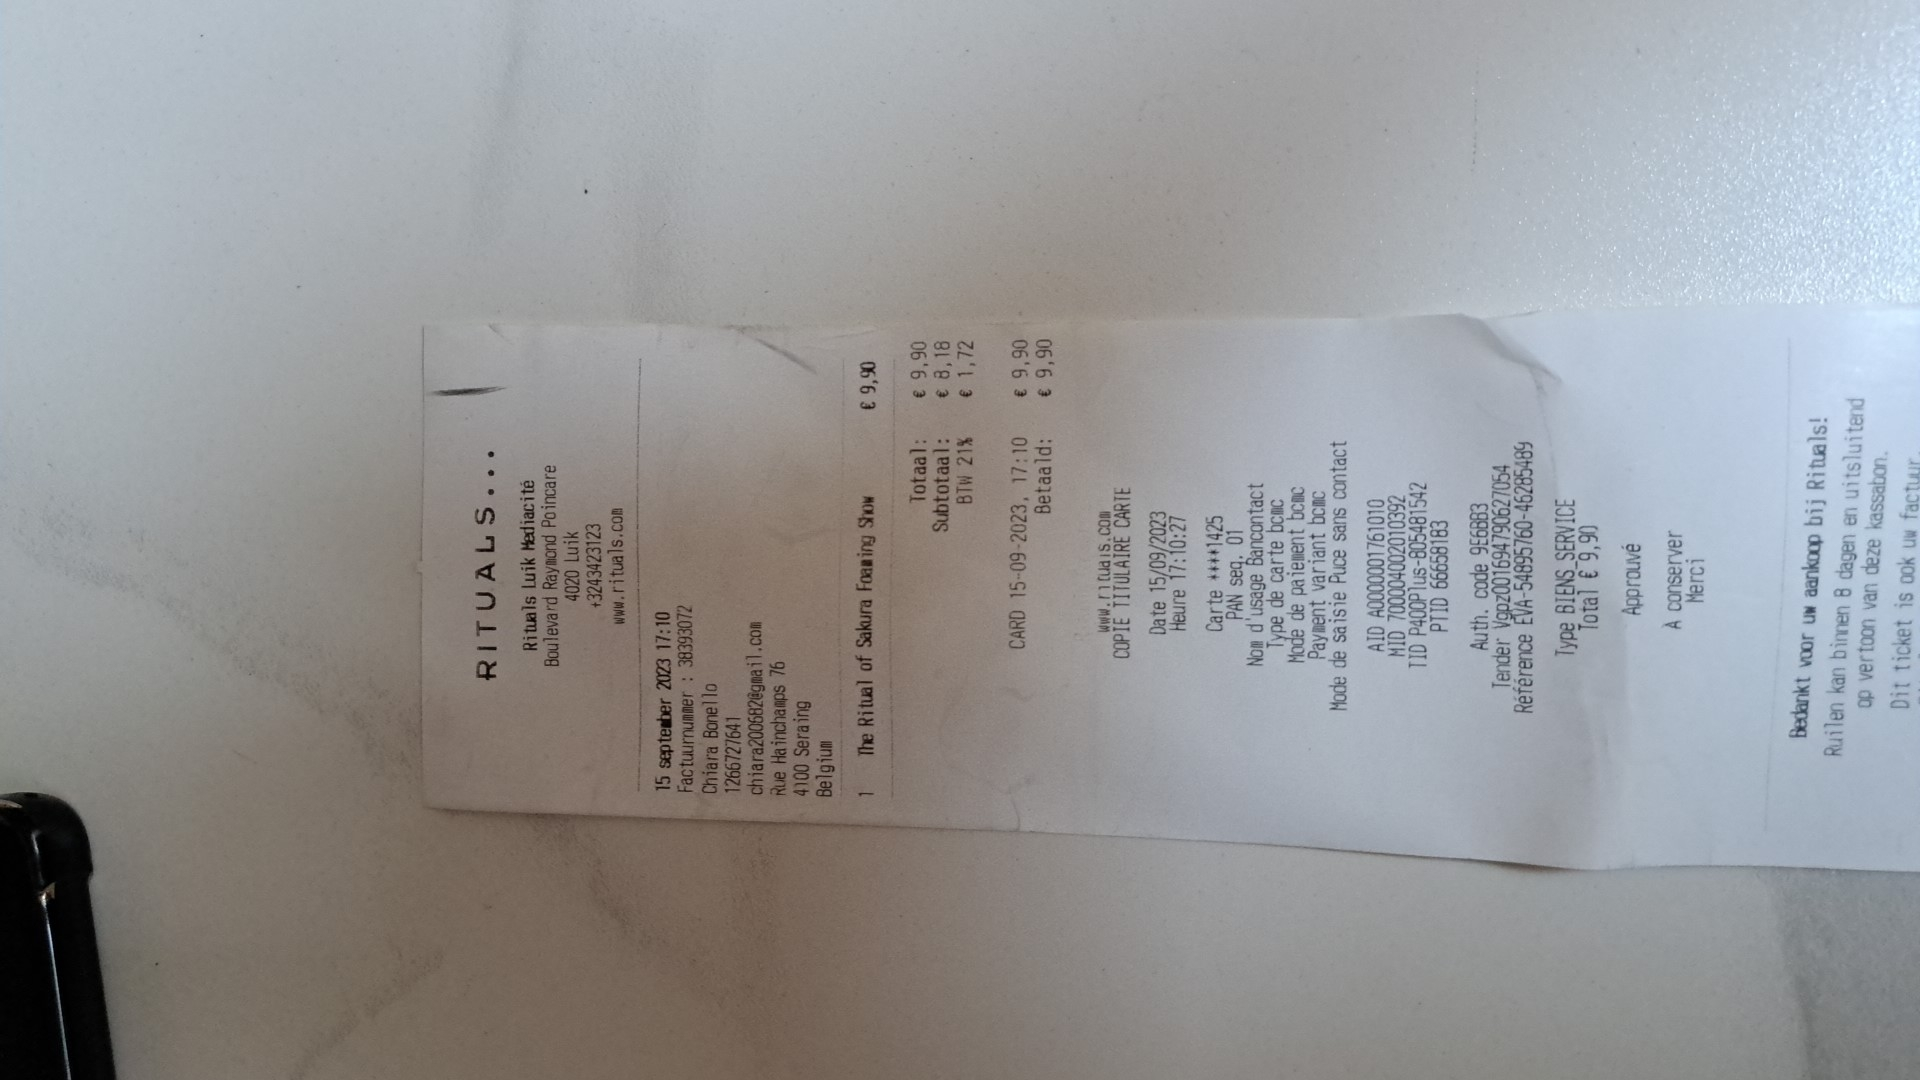 RITUALS...
Rituals Luik Mediacité
Boulevard Raymond Poincare
4020 Luik
+3243423123
www.rituals.com
15 september 2023 17:10
Factuurnummer : 38393072
Chiara Bonello
1266727641
chiara200682@gmail.com
Rue Hainchamps 76
4100 Seraing
Belgium
1 The Ritual of Sakura Foaming Show € 9,90
Totaal: € 9,90
Subtotaal: € 8,18
BTW 21% € 1,72
CARD 15-09-2023, 17:10 € 9,90
Betaald: € 9,90
www.rituals.com
COPIE TITULAIRE CARTE
Date 15/09/2023
Heure 17:10:27
Carte ****1425
PAN seq. 01
Nom d'usage Bancontact
Type de carte bcmc
Mode de paiement bcmc
Payment variant bcmc
Mode de saisie Puce sans contact
AID A0000001761010
MID 700004002010392
TID P400Plus-805481542
PTID 66658183
Auth. code 9E6BB3
Tender Vgpz001694790627054
Référence EVA-54895760-46285489
Type BIENS_SERVICE
Total € 9,90
Approuvé
À conserver
Merci
Bedankt voor uw aankoop bij Rituals!
Ruilen kan binnen 8 dagen en uitsluitend
op vertoon van deze kassabon.
Dit ticket is ook uw factuur.